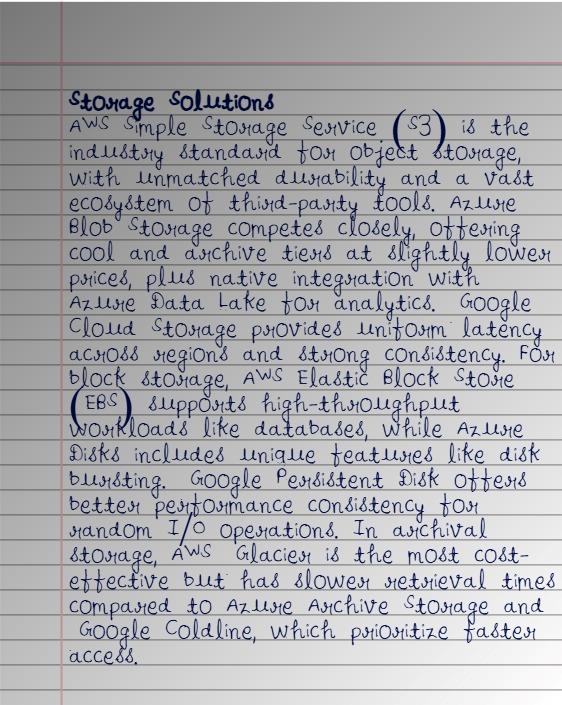 Storage Solutions
AWS Simple Storage Service (S3) is the
industry standard for object storage,
with unmatched durability and a vast
ecosystem of third-party tools. Azure
Blob Storage competes closely, offering
cool and archive tiers at slightly lower
prices, plus native integration with
Azure Data Lake for analytics. Google
Cloud Storage provides uniform latency
across regions and strong consistency. For
block storage, AWS Elastic Block Store
(EBS) supports high-throughput
workloads like databases, while Azure
Disks includes unique features like disk
bursting. Google Persistent Disk offers
better performance consistency for
random I/O operations. In archival
storage, AWS Glacier is the most cost-
effective but has slower retrieval times
compared to Azure Archive Storage and
Google Coldline, which prioritize faster
access.